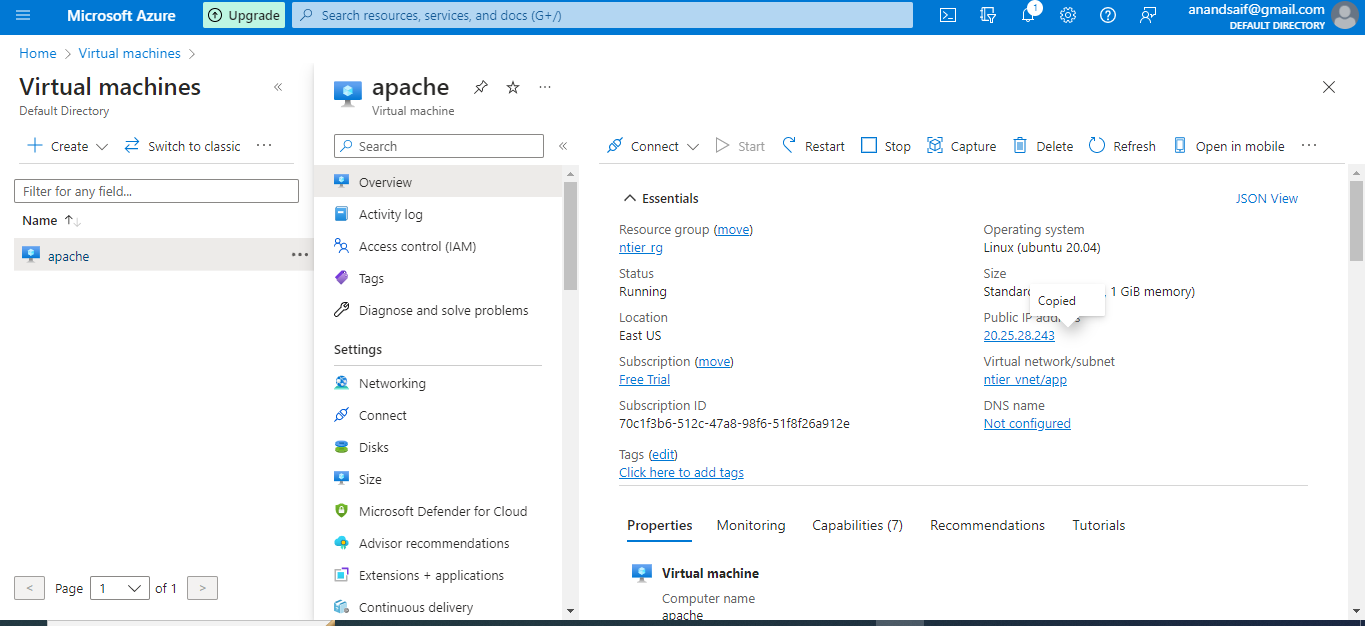 Microsoft Azure
Upgrade
Search resources, services, and docs (G+/)
1
anandsaif@gmail.com
DEFAULT DIRECTORY
Home > Virtual machines >
Virtual machines
«
Default Directory
+ Create
Switch to classic
...
Filter for any field...
Name ↑↓
apache
...
< Page 1 of 1 >
apache
...
Virtual machine
Search
«
Overview
Activity log
Access control (IAM)
Tags
Diagnose and solve problems
Settings
Networking
Connect
Disks
Size
Microsoft Defender for Cloud
Advisor recommendations
Extensions + applications
Continuous delivery
Connect
Start
Restart
Stop
Capture
Delete
Refresh
Open in mobile
...
Essentials
JSON View
Resource group (move)
ntier_rg
Status
Running
Location
East US
Subscription (move)
Free Trial
Subscription ID
70c1f3b6-512c-47a8-98f6-51f8f26a912e
Tags (edit)
Click here to add tags
Operating system
Linux (ubuntu 20.04)
Size
, 1 GiB memory)
Copied
Public IP
20.25.28.243
Virtual network/subnet
ntier_vnet/app
DNS name
Not configured
Properties
Monitoring
Capabilities (7)
Recommendations
Tutorials
Virtual machine
Computer name
apache